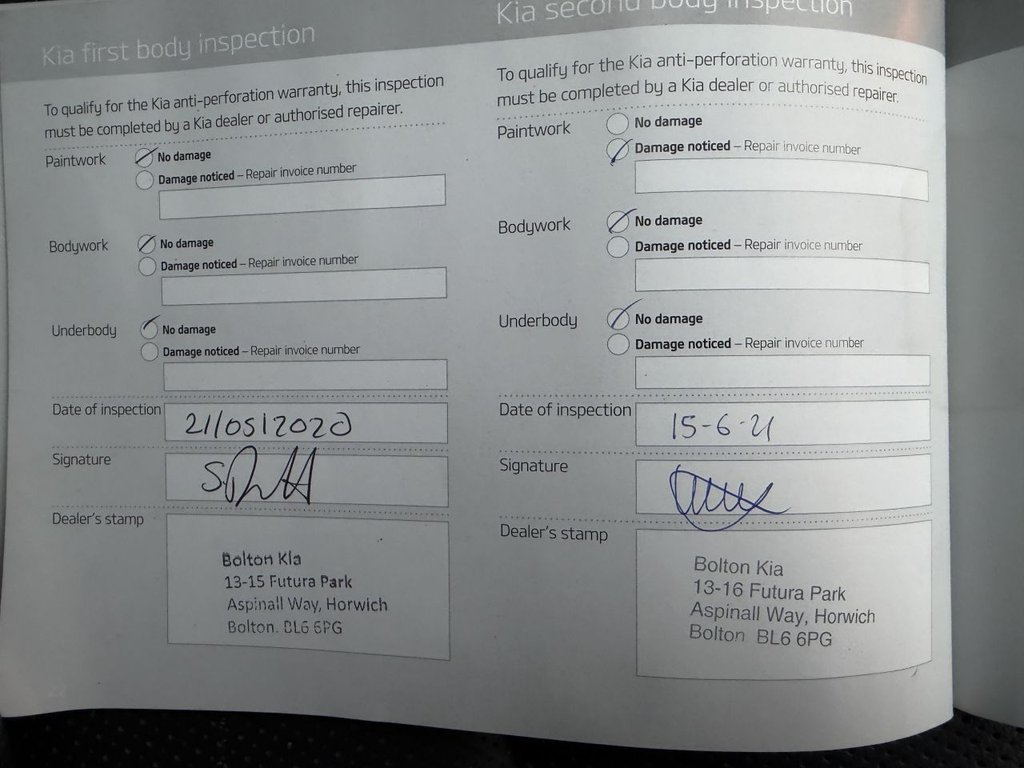 Kia first body inspection
To qualify for the Kia anti-perforation warranty, this inspection
must be completed by a Kia dealer or authorised repairer.
Paintwork
No damage
Damage noticed – Repair invoice number
Bodywork
No damage
Damage noticed – Repair invoice number
Underbody
No damage
Damage noticed – Repair invoice number
Date of inspection 21/05/2020
Signature
Dealer's stamp
Bolton Kia
13-15 Futura Park
Aspinall Way, Horwich
Bolton. BL6 6PG
22
Kia second body inspection
To qualify for the Kia anti-perforation warranty, this inspection
must be completed by a Kia dealer or authorised repairer.
Paintwork
No damage
Damage noticed – Repair invoice number
Bodywork
No damage
Damage noticed – Repair invoice number
Underbody
No damage
Damage noticed – Repair invoice number
Date of inspection 15-6-21
Signature
Dealer's stamp
Bolton Kia
13-16 Futura Park
Aspinall Way, Horwich
Bolton BL6 6PG